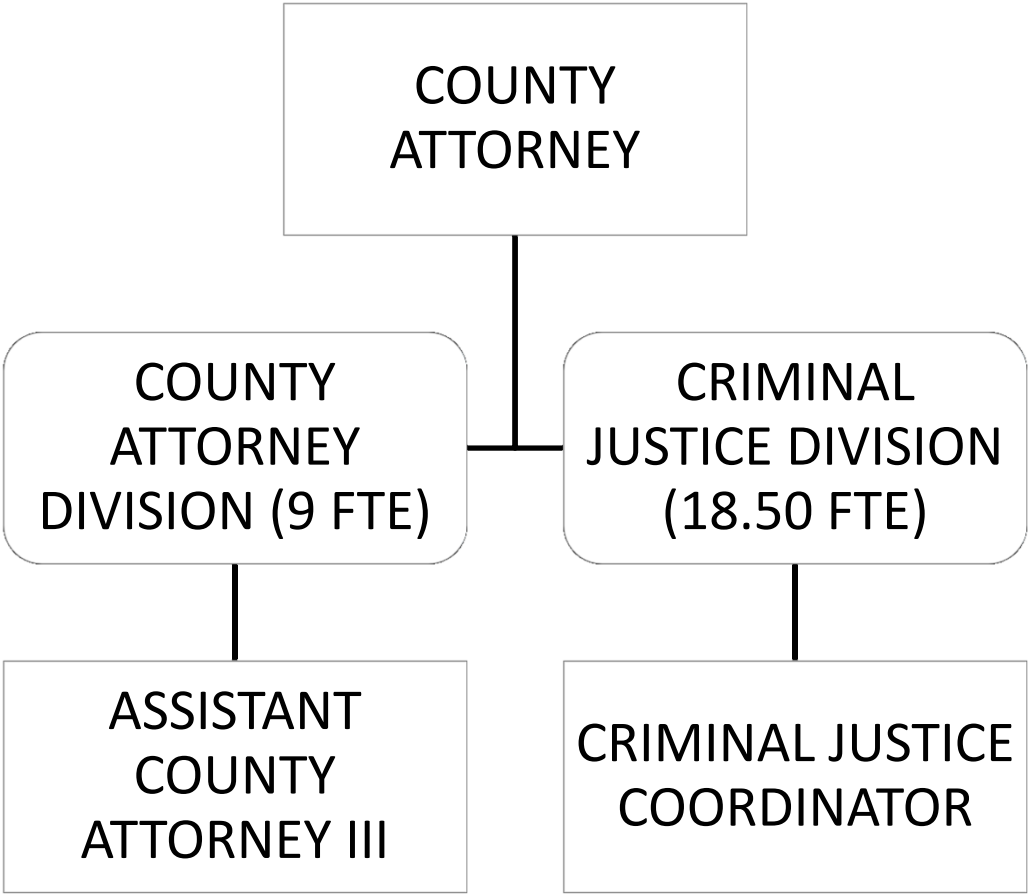 COUNTY
ATTORNEY
COUNTY
ATTORNEY
DIVISION (9 FTE)
CRIMINAL
JUSTICE DIVISION
(18.50 FTE)
ASSISTANT
COUNTY
ATTORNEY III
CRIMINAL JUSTICE
COORDINATOR